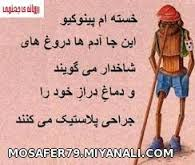 خسته ام پینوکیو
این جا آدم ها دروغ های
شاخدار می گویند
و دماغ دراز خود را
جراحی پلاستیک می کنند
MOSAFER79.MIYANALI.COM